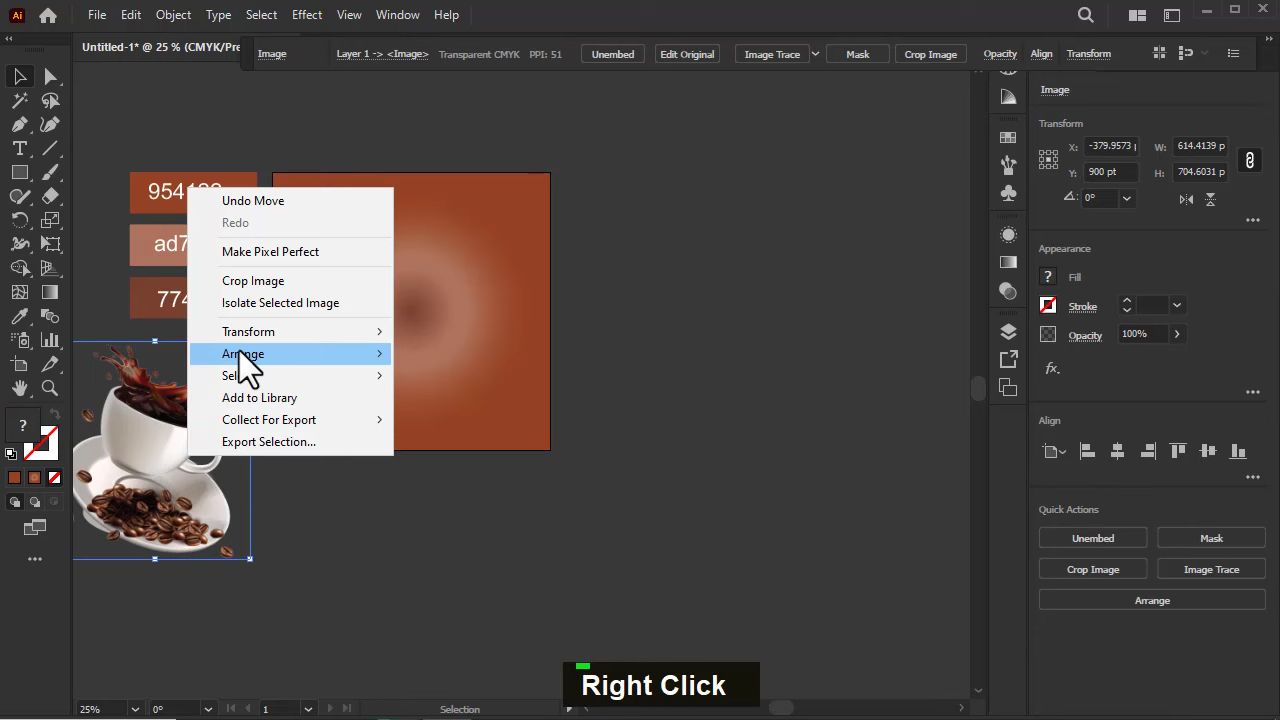 Ai File Edit Object Type Select Effect View Window Help
Untitled-1* @ 25 % (CMYK/Pre
Image Layer 1 -> <Image> Transparent CMYK PPI: 51 Unembed Edit Original Image Trace Mask Crop Image Opacity Align Transform
Image
Transform
X: -379.9573 p W: 614.4139 p
Y: 900 pt H: 704.6031 p
0°
Appearance
? Fill
Stroke
Opacity 100%
fx.
Align
Quick Actions
Unembed Mask
Crop Image Image Trace
Arrange
ad7
774
Undo Move
Redo
Make Pixel Perfect
Crop Image
Isolate Selected Image
Transform
Arrange
Add to Library
Collect For Export
Export Selection...
?
Right Click
25% 0° 1 Selection